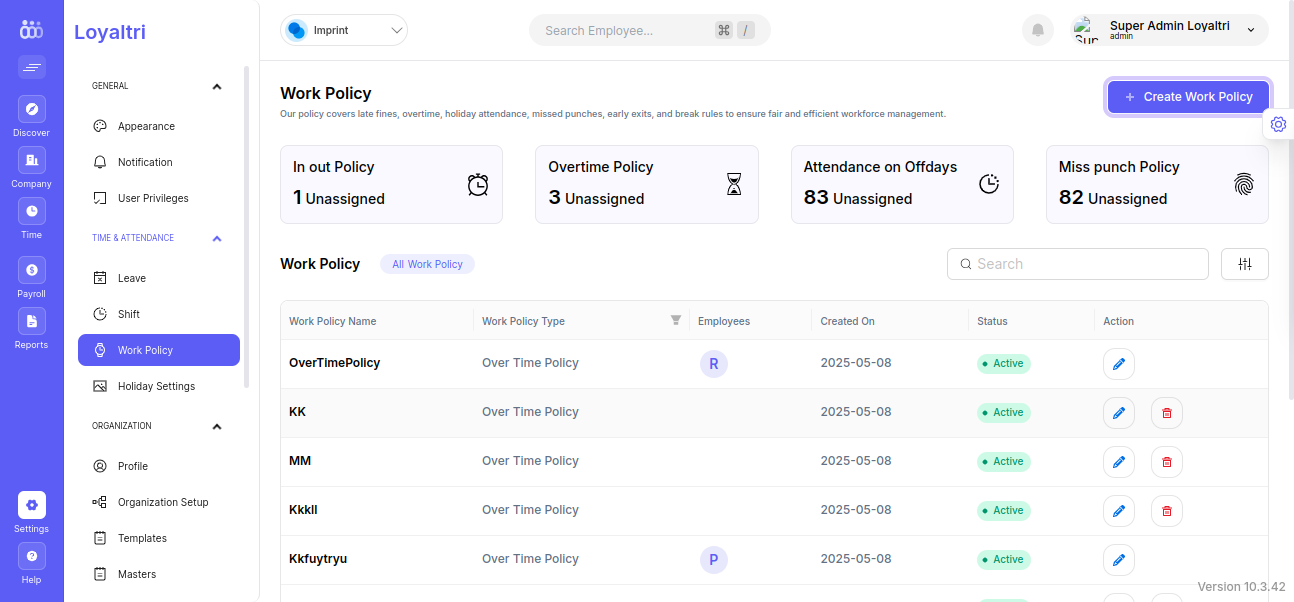 Loyaltri
Imprint
Search Employee...
⌘ /
Super Admin Loyaltri
admin
Discover
Company
Time
Payroll
Reports
Settings
Help
GENERAL
Appearance
Notification
User Privileges
TIME & ATTENDANCE
Leave
Shift
Work Policy
Holiday Settings
ORGANIZATION
Profile
Organization Setup
Templates
Masters
Work Policy
Our policy covers late fines, overtime, holiday attendance, missed punches, early exits, and break rules to ensure fair and efficient workforce management.
+ Create Work Policy
In out Policy
1 Unassigned
Overtime Policy
3 Unassigned
Attendance on Offdays
83 Unassigned
Miss punch Policy
82 Unassigned
Work Policy
All Work Policy
Search
Work Policy Name Work Policy Type Employees Created On Status Action
OverTimePolicy Over Time Policy R 2025-05-08 Active
KK Over Time Policy 2025-05-08 Active
MM Over Time Policy 2025-05-08 Active
Kkkll Over Time Policy 2025-05-08 Active
Kkfuytryu Over Time Policy P 2025-05-08 Active
Version 10.3.42